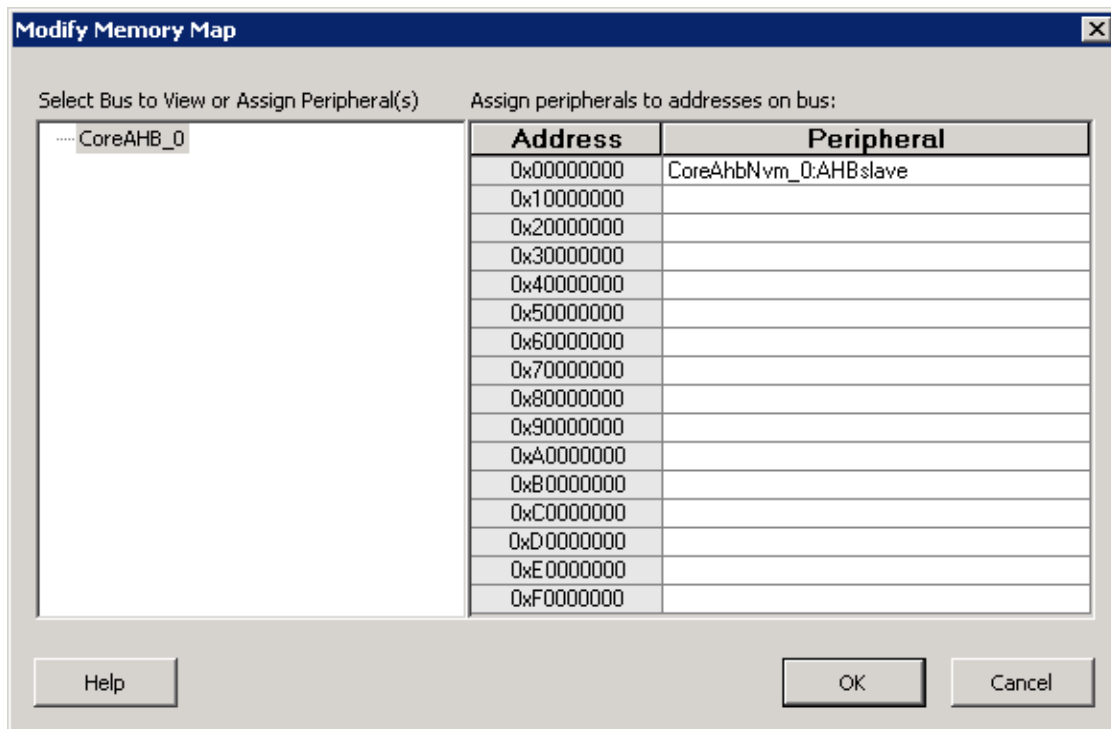 Modify Memory Map
Select Bus to View or Assign Peripheral(s)
CoreAHB_0
Assign peripherals to addresses on bus:
Address Peripheral
0x00000000 CoreAhbNvm_0:AHBslave
0x10000000
0x20000000
0x30000000
0x40000000
0x50000000
0x60000000
0x70000000
0x80000000
0x90000000
0xA0000000
0xB0000000
0xC0000000
0xD0000000
0xE0000000
0xF0000000
Help OK Cancel